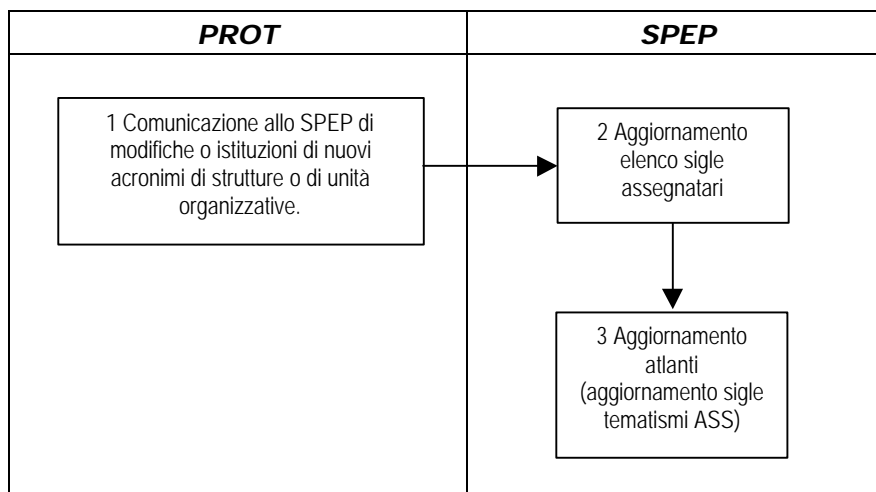 PROT
SPEP
1 Comunicazione allo SPEP di
modifiche o istituzioni di nuovi
acronimi di strutture o di unità
organizzative.
2 Aggiornamento
elenco sigle
assegnatari
3 Aggiornamento
atlanti
(aggiornamento sigle
tematismi ASS)